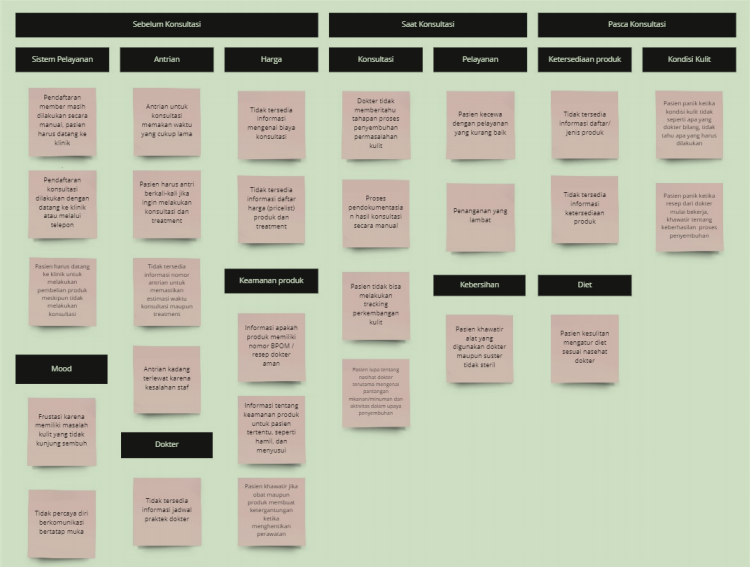 Sebelum Konsultasi
Saat Konsultasi
Pasca Konsultasi
Sistem Pelayanan
Antrian
Harga
Konsultasi
Pelayanan
Ketersediaan produk
Kondisi Kulit
Pendaftaran
member masih
dilakukan secara
manual, pasien
harus datang ke
klinik
Antrian untuk
konsultasi
memakan waktu
yang cukup lama
Tidak tersedia
informasi
mengenai biaya
konsultasi
Dokter tidak
memberitahu
tahapan proses
penyembuhan
permasalahan
kulit
Pasien kecewa
dengan pelayanan
yang kurang baik
Tidak tersedia
informasi daftar/
jenis produk
Pasien panik ketika
kondisi kulit tidak
seperti apa yang
dokter bilang, tidak
tahu apa yang harus
dilakukan
Pendaftaran
konsultasi
dilakukan dengan
datang ke klinik
atau melalui
telepon
Pasien harus antri
berkali-kali jika
ingin melakukan
konsultasi dan
treatment
Tidak tersedia
informasi daftar
harga (pricelist)
produk dan
treatment
Proses
pendokumentasia
n hasil konsultasi
secara manual
Penanganan yang
lambat
Tidak tersedia
informasi
ketersediaan
produk
Pasien panik ketika
resep dari dokter
mulai bekerja,
khawatir tentang
keberhasilan proses
penyembuhan
Pasien harus datang
ke klinik untuk
melakukan
pembelian produk
meskipun tidak
melakukan
konsultasi
Tidak tersedia
informasi nomor
antrian untuk
memastikan
estimasi waktu
konsultasi maupun
treatment
Keamanan produk
Pasien tidak bisa
melakukan
tracking
perkembangan
kulit
Kebersihan
Diet
Informasi apakah
produk memiliki
nomor BPOM /
resep dokter
aman
Pasien khawatir
alat yang
digunakan dokter
maupun suster
tidak steril
Pasien kesulitan
mengatur diet
sesuai nasehat
dokter
Mood
Antrian kadang
terlewat karena
kesalahan staf
Pasien lupa tentang
nasehat dokter
terutama mengenai
pantangan
makanan/minuman dan
aktivitas dalam upaya
penyembuhan
Frustasi karena
memiliki masalah
kulit yang tidak
kunjung sembuh
Informasi tentang
keamanan produk
untuk pasien
tertentu, seperti
hamil, dan
menyusui
Dokter
Tidak percaya diri
berkomunikasi
bertatap muka
Tidak tersedia
informasi jadwal
praktek dokter
Pasien khawatir jika
obat maupun
produk membuat
ketergantungan
ketika
menghentikan
perawatan